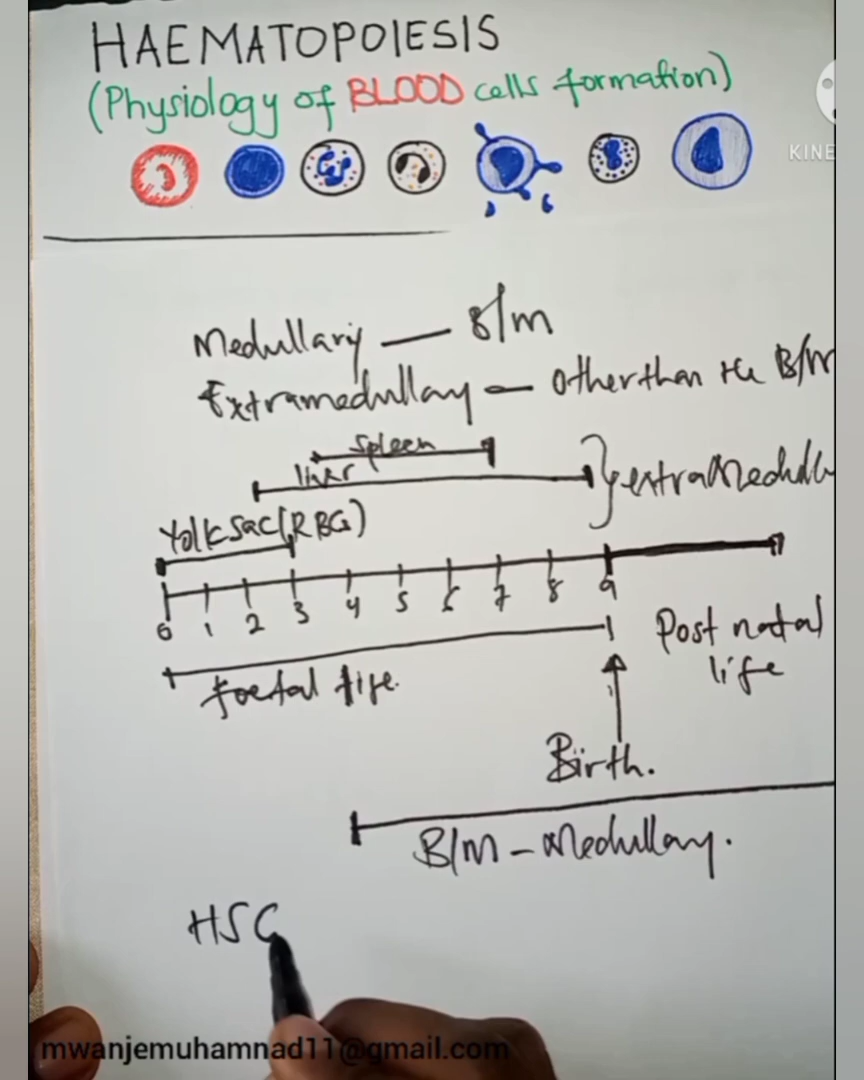 HAEMATOPOIESIS
(Physiology of BLOOD cells formation)
KINE
Medullary — B/m
Extramedullay — Other than the B/M
Spleen
liver
extramedull
Yolk sac (RBC)
0 1 2 3 4 5 6 7 8 9
Post natal
life
Foetal life.
Birth.
B/M - Medullary.
HSC
mwanjemuhamnad11@gmail.com